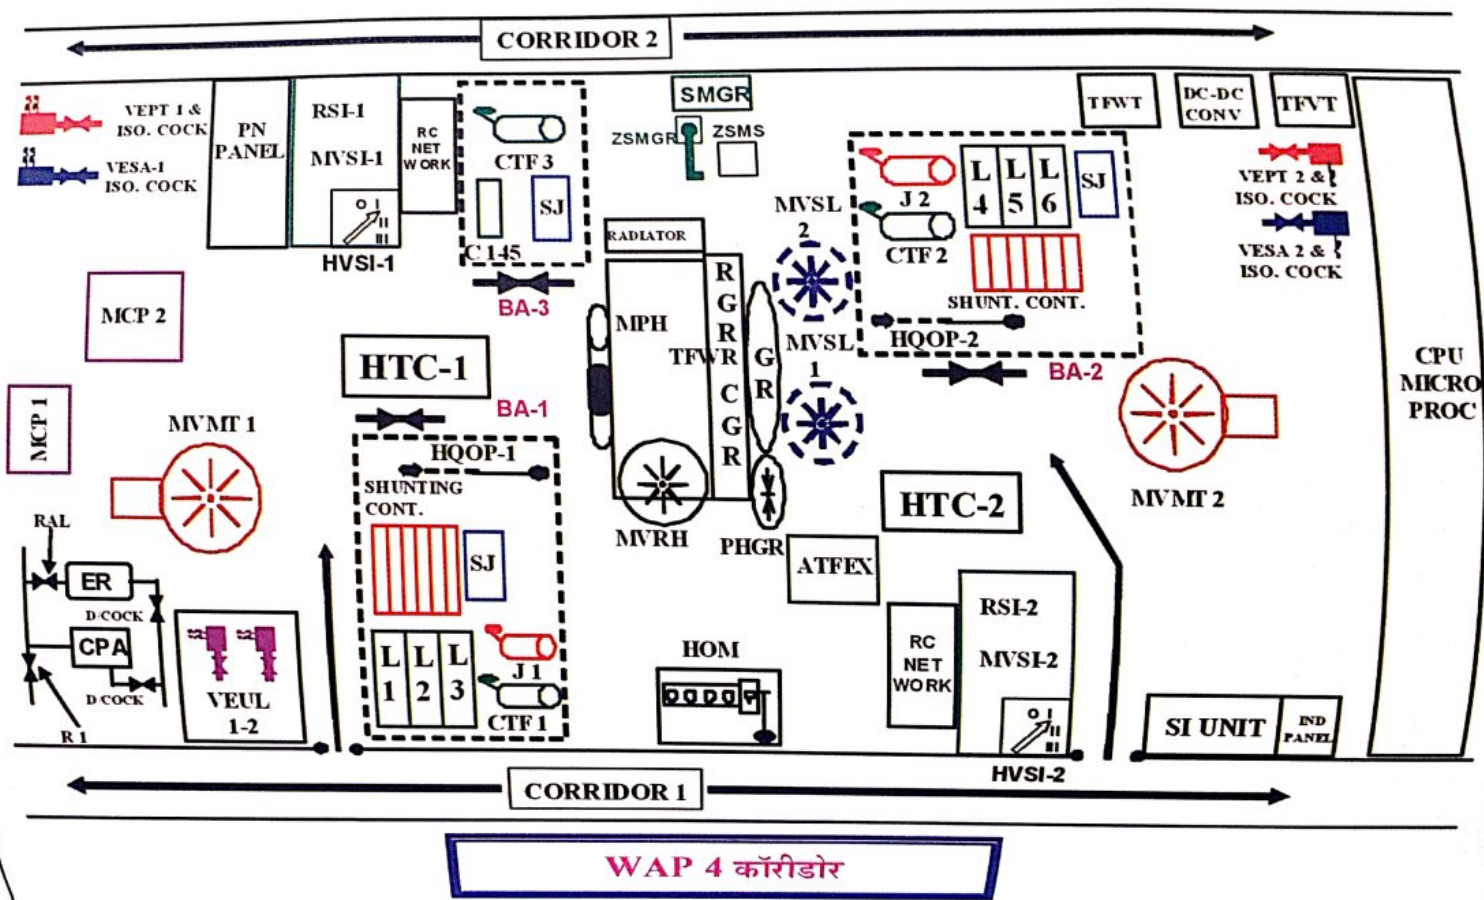 CORRIDOR 2
VEPT 1 &
ISO. COCK
VESA-1
ISO. COCK
PN
PANEL
RSI-1
MVSI-1
O I
II
III
HVSI-1
RC
NET
WORK
CTF 3
C 145
SJ
BA-3
SMGR
ZSMGR
ZSMS
RADIATOR
MPH
TFWR
R
G
R
R
C
G
R
GR
MVSL
2
MVSL
1
J 2
CTF 2
L
4
L
5
L
6
SJ
SHUNT. CONT.
HQOP-2
BA-2
TFWT
DC-DC
CONV
TFVT
VEPT 2 &
ISO. COCK
VESA 2 &
ISO. COCK
CPU
MICRO
PROC
MCP 2
MCP 1
MVMT 1
HTC-1
BA-1
HQOP-1
SHUNTING
CONT.
SJ
L
1
L
2
L
3
J 1
CTF 1
MVRH
PHGR
HTC-2
MVMT 2
ATFEX
RAL
ER
D/COCK
CPA
D/COCK
R 1
VEUL
1-2
HOM
RC
NET
WORK
RSI-2
MVSI-2
O I
II
III
HVSI-2
SI UNIT
IND
PANEL
CORRIDOR 1
WAP 4 कॉरीडोर